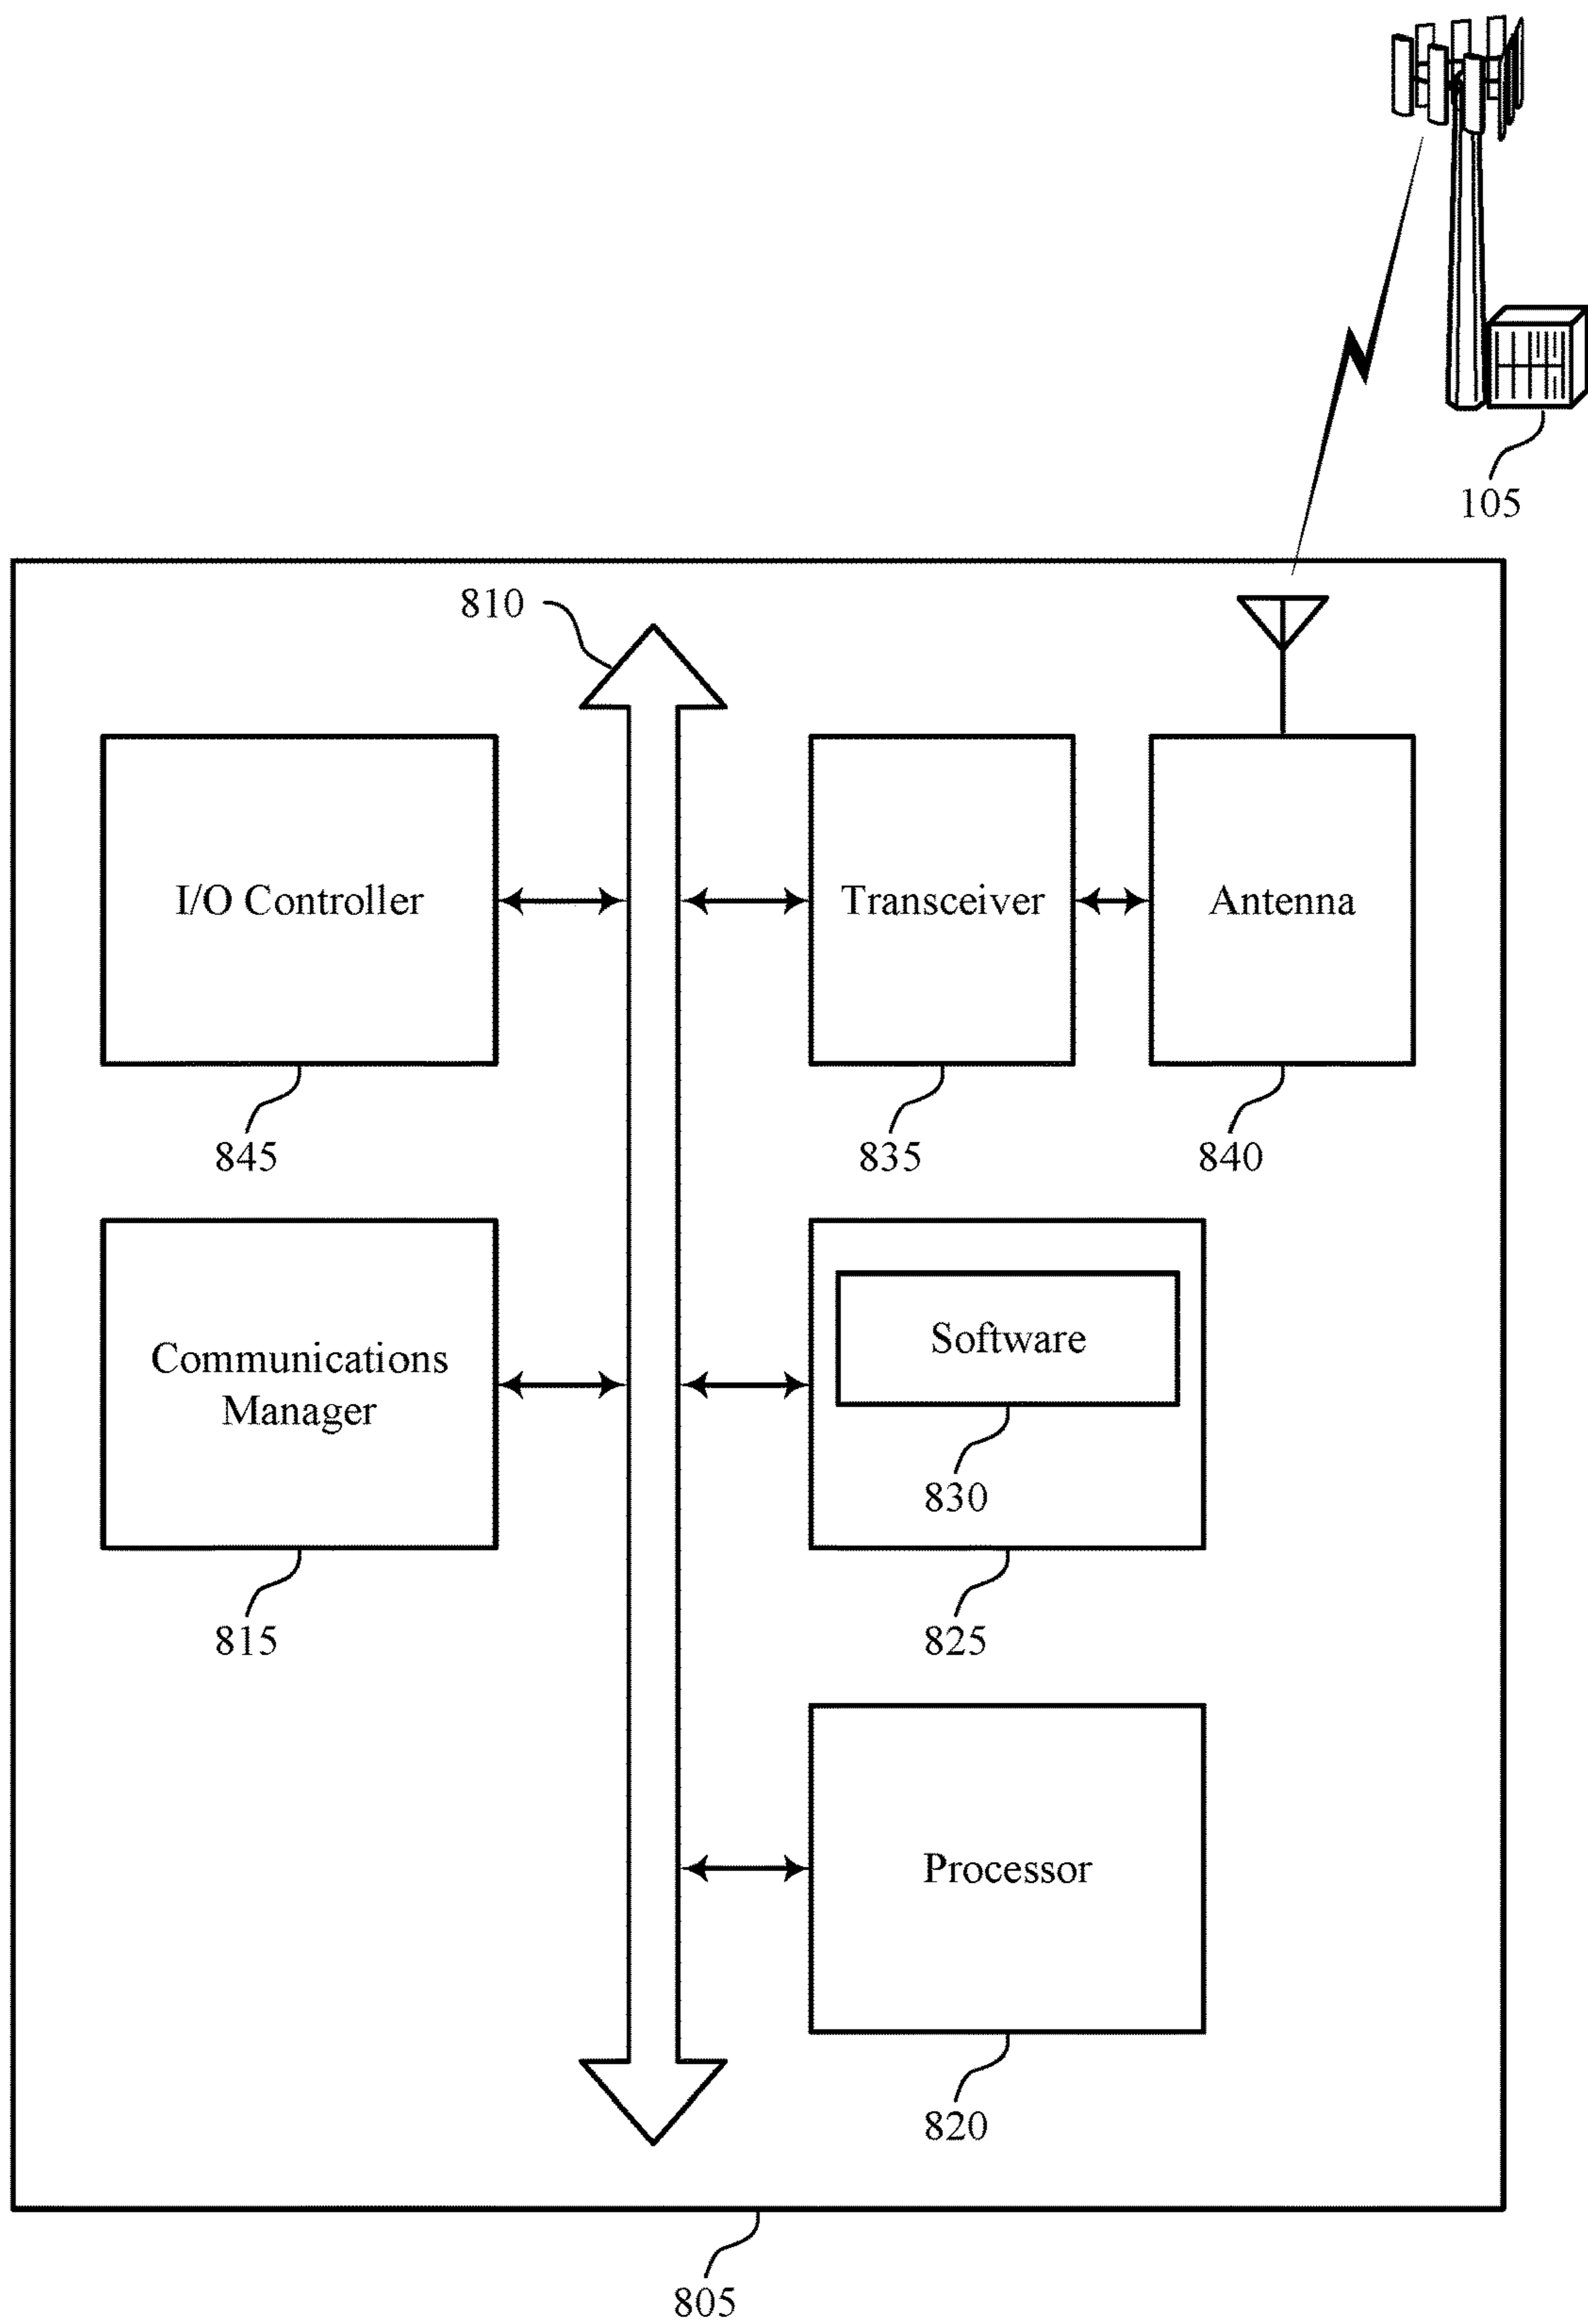 105
810
I/O Controller
Transceiver
Antenna
845
835
840
Communications
Manager
Software
830
815
825
Processor
820
805